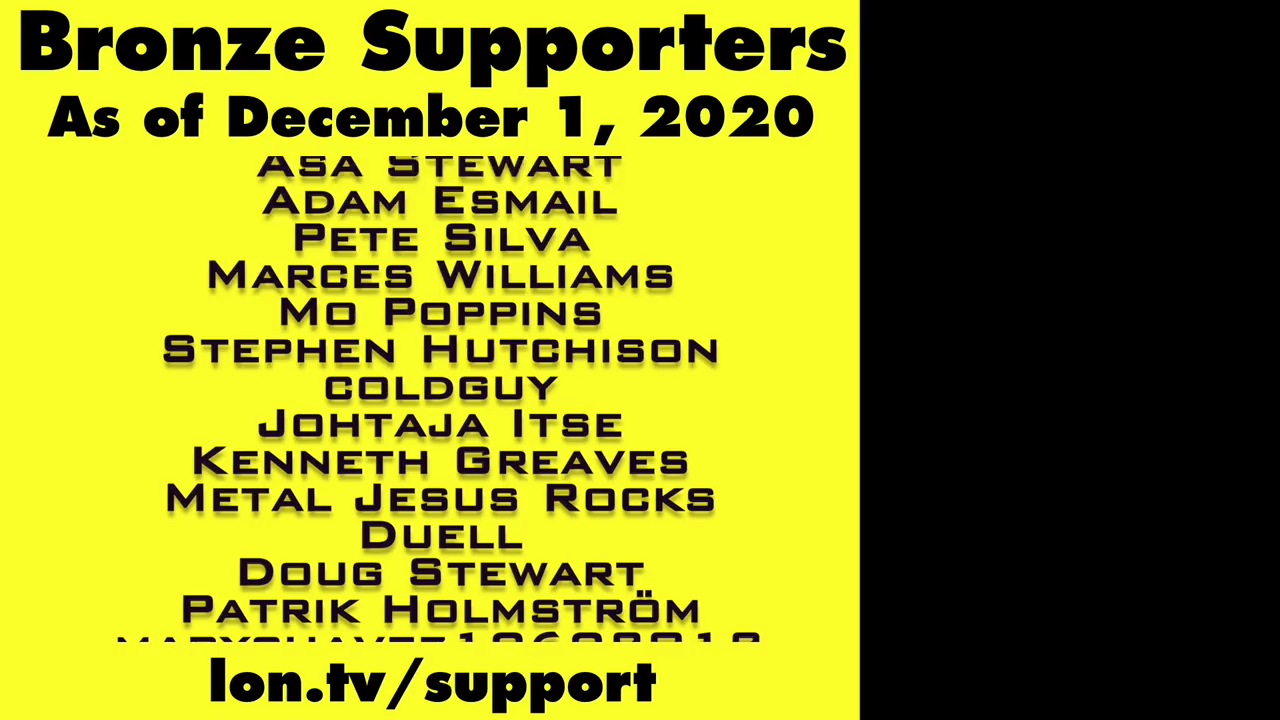 Bronze Supporters
As of December 1, 2020
Asa Stewart
Adam Esmail
Pete Silva
Marces Williams
Mo Poppins
Stephen Hutchison
coldguy
Johtaja Itse
Kenneth Greaves
Metal Jesus Rocks
Duell
Doug Stewart
Patrik Holmström
lon.tv/support